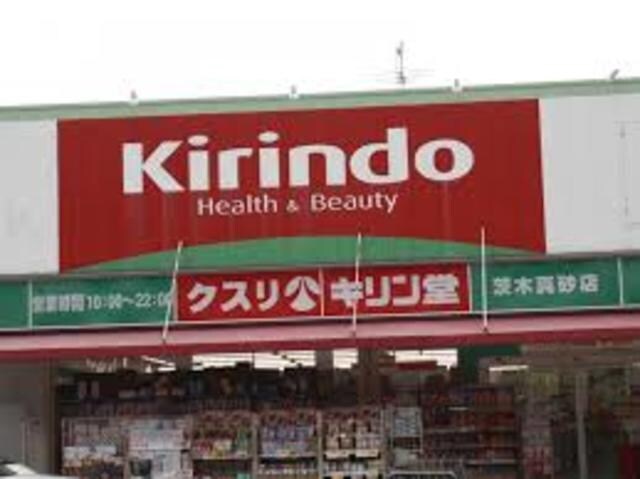 Kirindo
Health & Beauty
営業時間10:00~22:00
クスリ
キリン堂
茨木真砂店